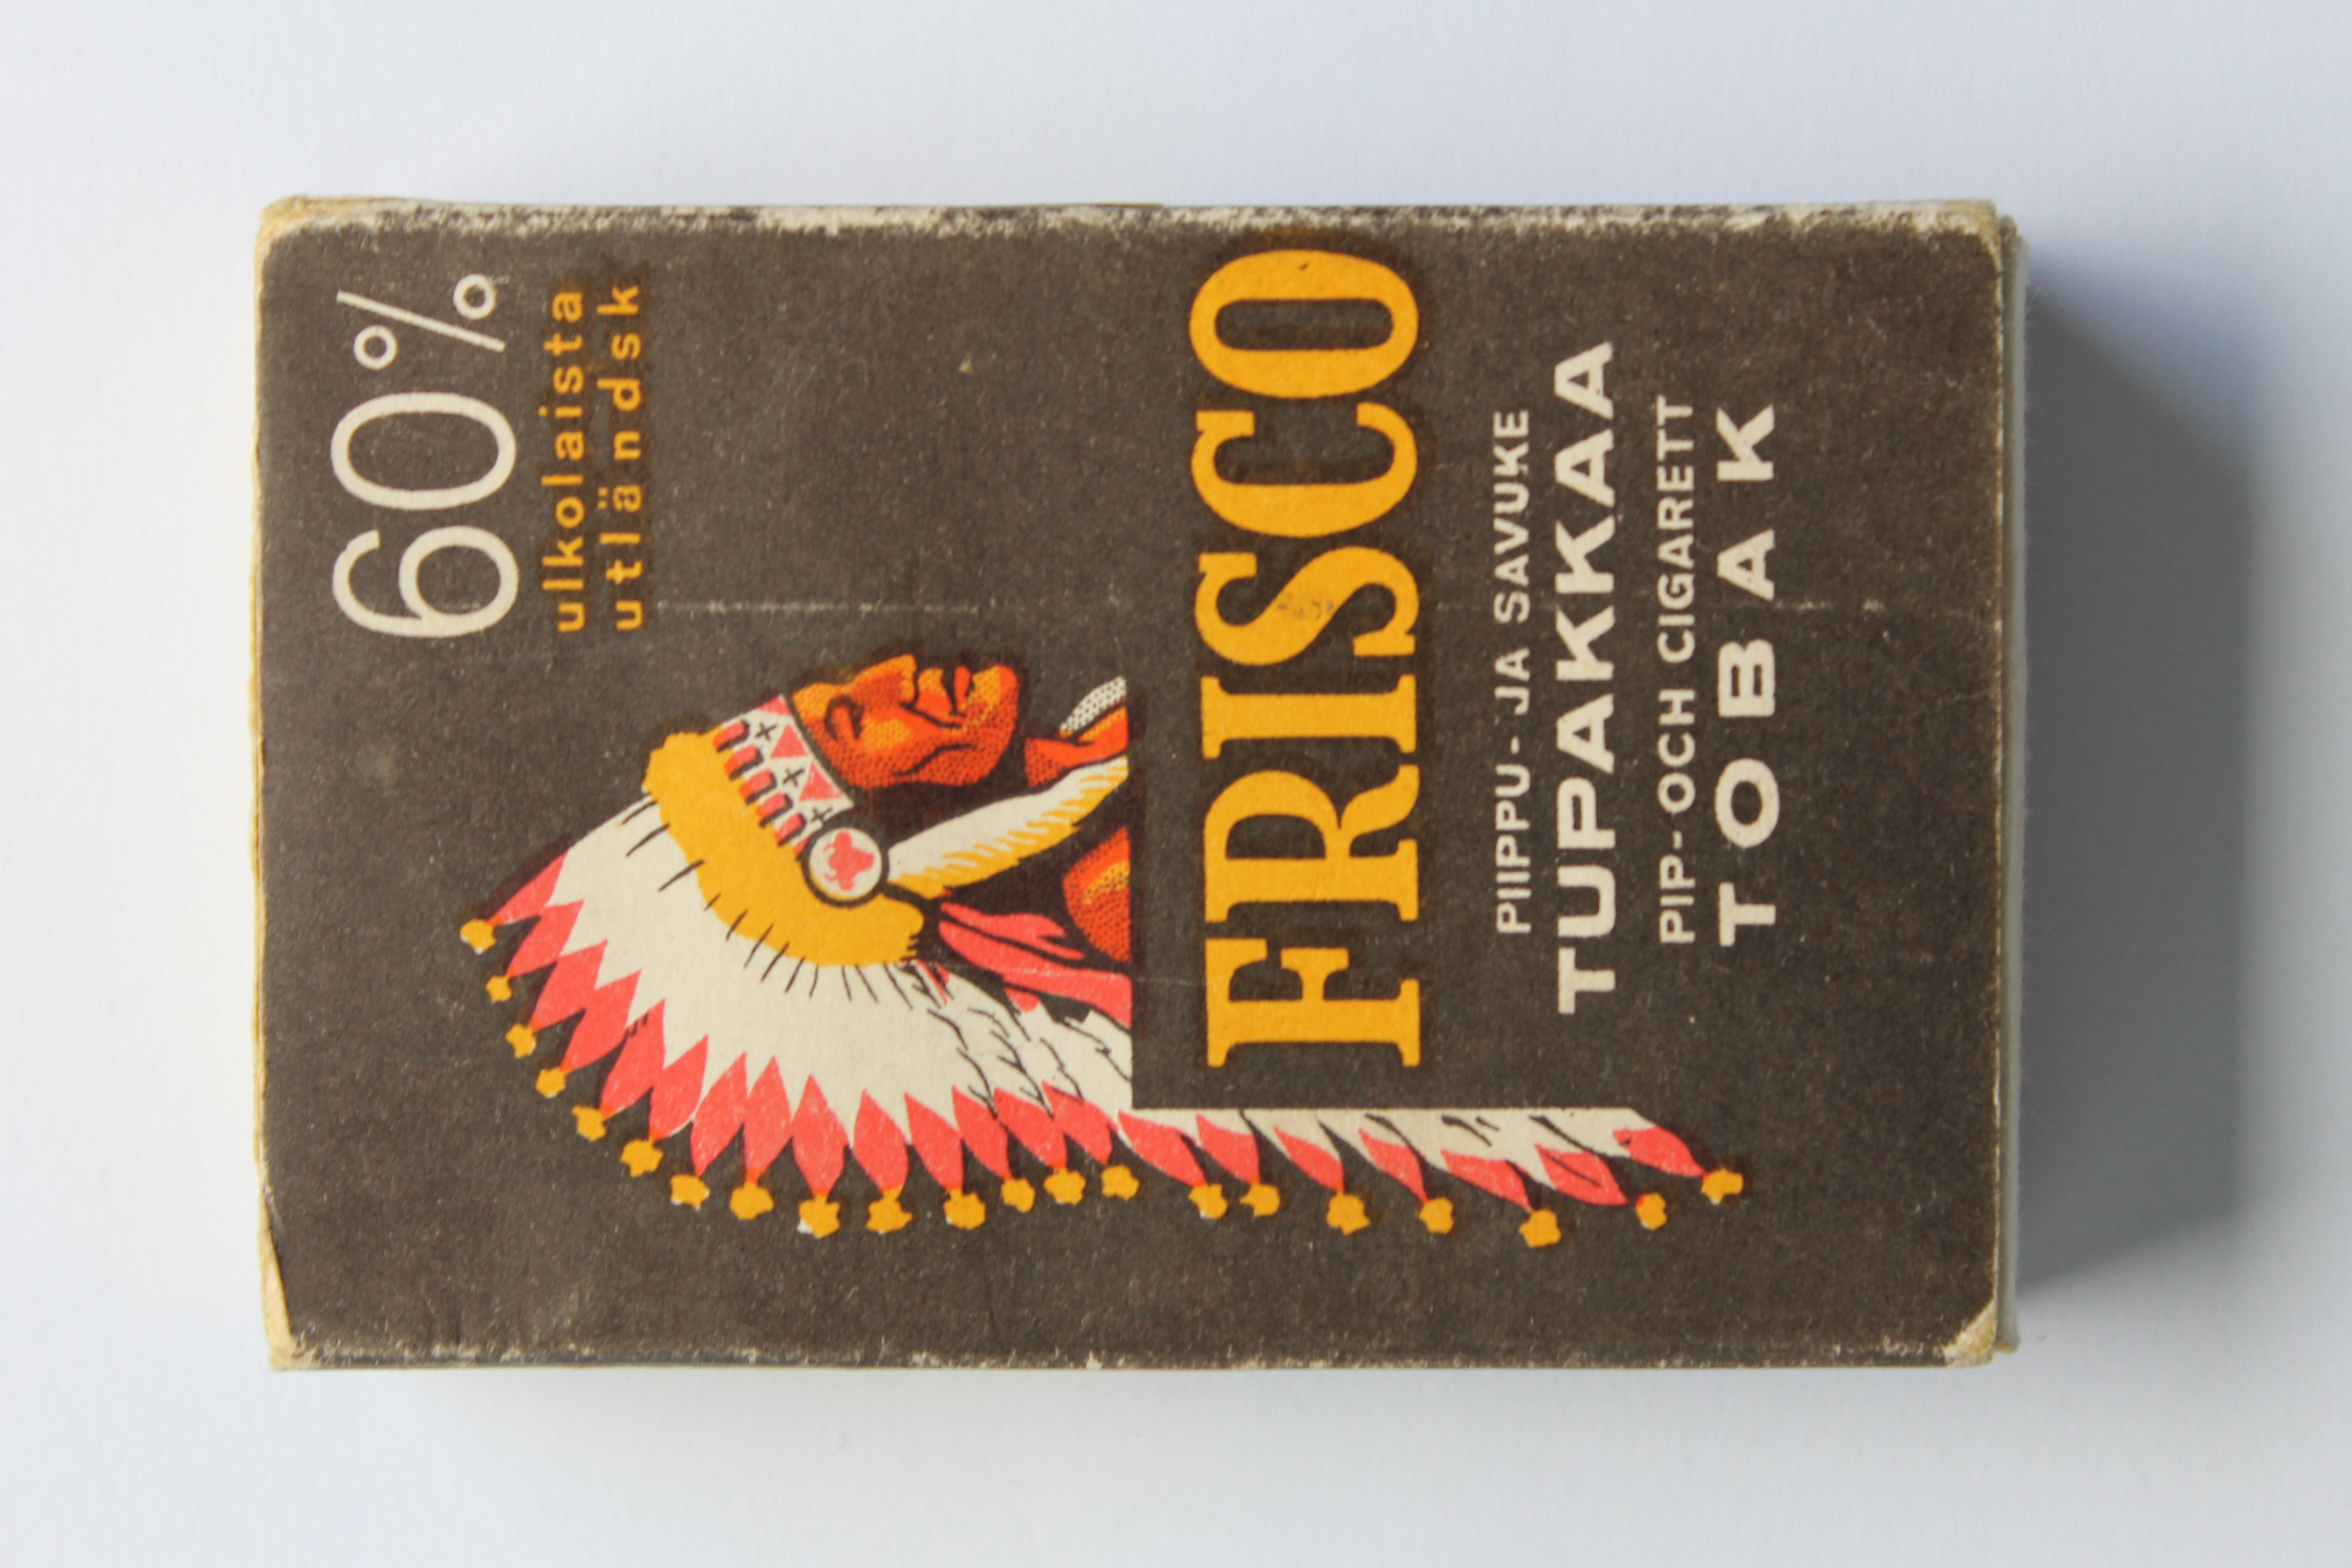 60%
ulkolaista
utländsk
FRISCO
PIIPPU- JA SAVUKE
TUPAKKAA
PIP- OCH CIGARETT
TOBAK